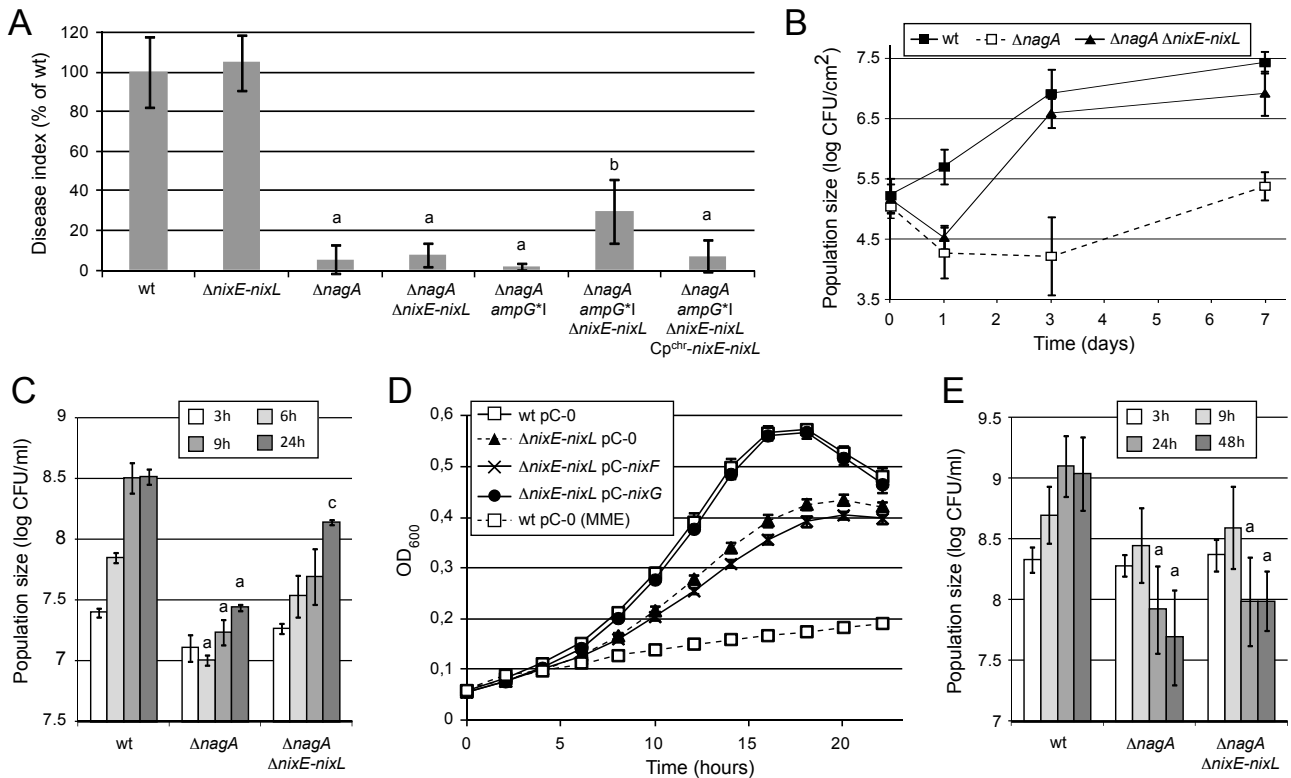 A
Disease index (% of wt)
120
100
80
60
40
20
0
a
a
a
b
a
wt
ΔnixE-nixL
ΔnagA
ΔnagA
ΔnixE-nixL
ΔnagA
ampG*I
ΔnagA
ampG*I
ΔnixE-nixL
ΔnagA
ampG*I
ΔnixE-nixL
Cpchr-nixE-nixL
B
wt ΔnagA ΔnagA ΔnixE-nixL
Population size (log CFU/cm2)
7.5
6.5
5.5
4.5
3.5
0 1 2 3 4 5 6 7
Time (days)
C
3h 6h
9h 24h
Population size (log CFU/ml)
9
8.5
8
7.5
7
7.5
a
a
a
c
wt
ΔnagA
ΔnagA
ΔnixE-nixL
D
wt pC-0
ΔnixE-nixL pC-0
ΔnixE-nixL pC-nixF
ΔnixE-nixL pC-nixG
wt pC-0 (MME)
OD600
0,6
0,5
0,4
0,3
0,2
0,1
0
0 5 10 15 20
Time (hours)
E
3h 9h
24h 48h
Population size (log CFU/ml)
9.5
9
8.5
8
7.5
7
a
a
a
a
wt
ΔnagA
ΔnagA
ΔnixE-nixL